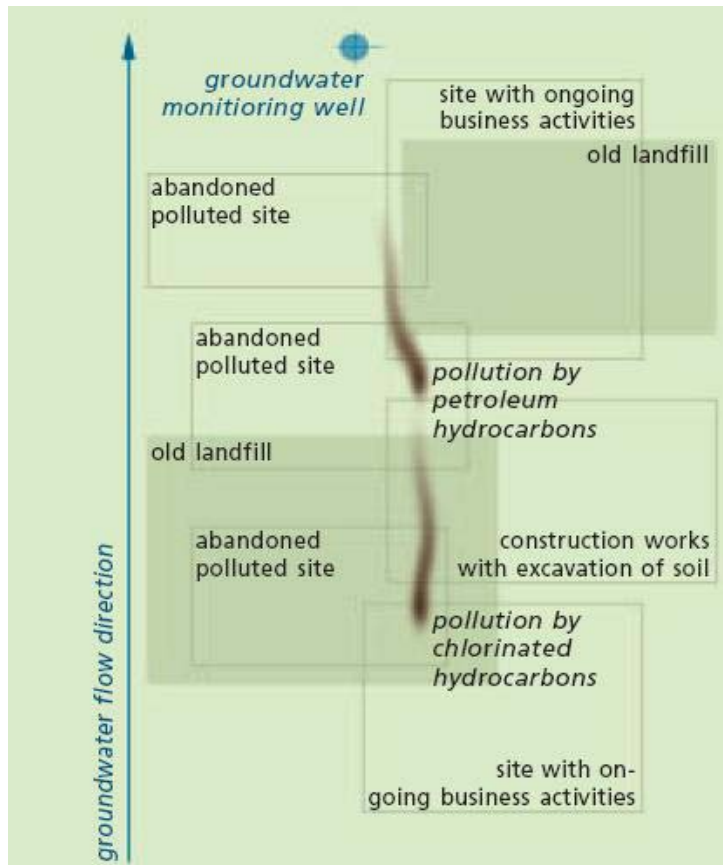 groundwater
monitioring well
site with ongoing
business activities
old landfill
abandoned
polluted site
abandoned
polluted site
pollution by
petroleum
hydrocarbons
old landfill
abandoned
polluted site
construction works
with excavation of soil
pollution by
chlorinated
hydrocarbons
site with on-
going business activities
groundwater flow direction